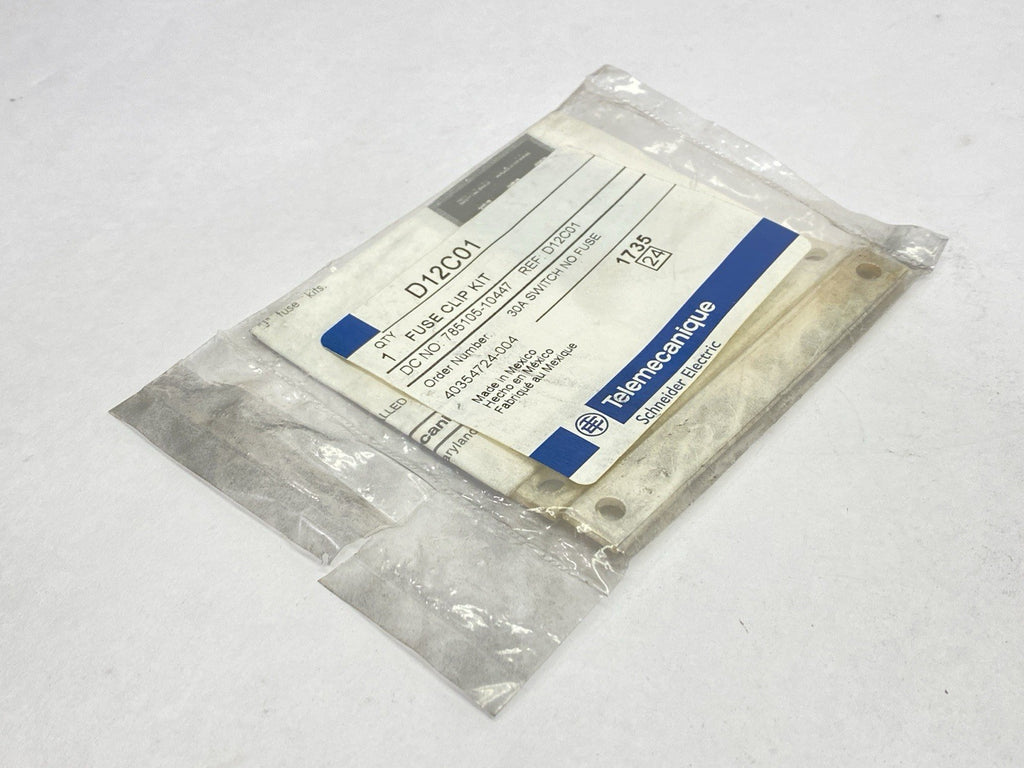 D12C01
QTY
1 FUSE CLIP KIT
DC NO :785105-10447 REF: D12C01
Order Number.: 30A SWITCH NO FUSE
40354724-004
1735
24
Made in Mexico
Hecho en México
Fabriqué au Mexique
Telemecanique
Schneider Electric
fuse kits.